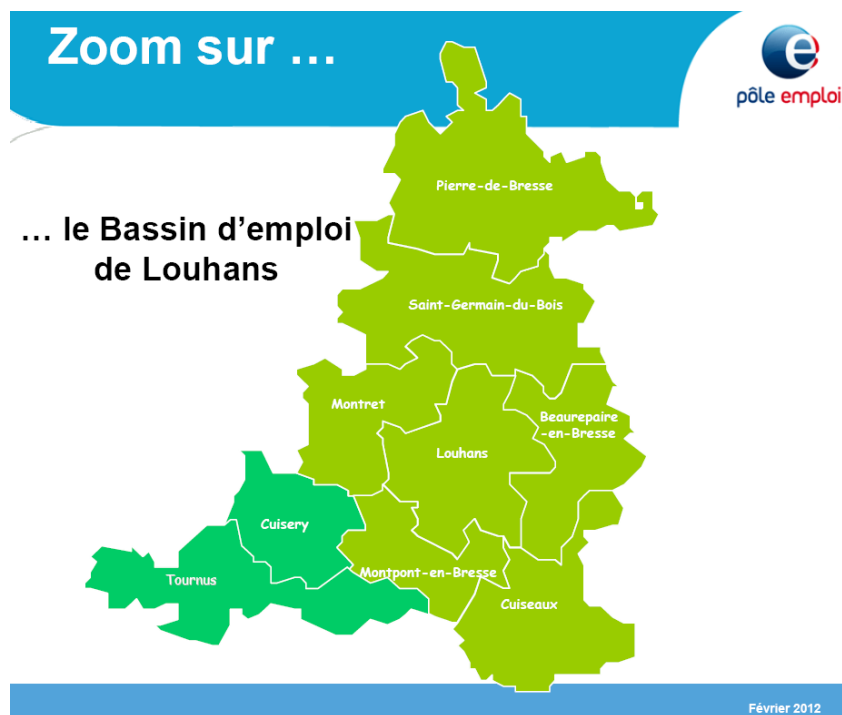 Zoom sur …
pôle emploi
… le Bassin d’emploi
de Louhans
Pierre-de-Bresse
Saint-Germain-du-Bois
Montret
Beaurepaire
-en-Bresse
Louhans
Cuisery
Montpont-en-Bresse
Tournus
Cuiseaux
Février 2012